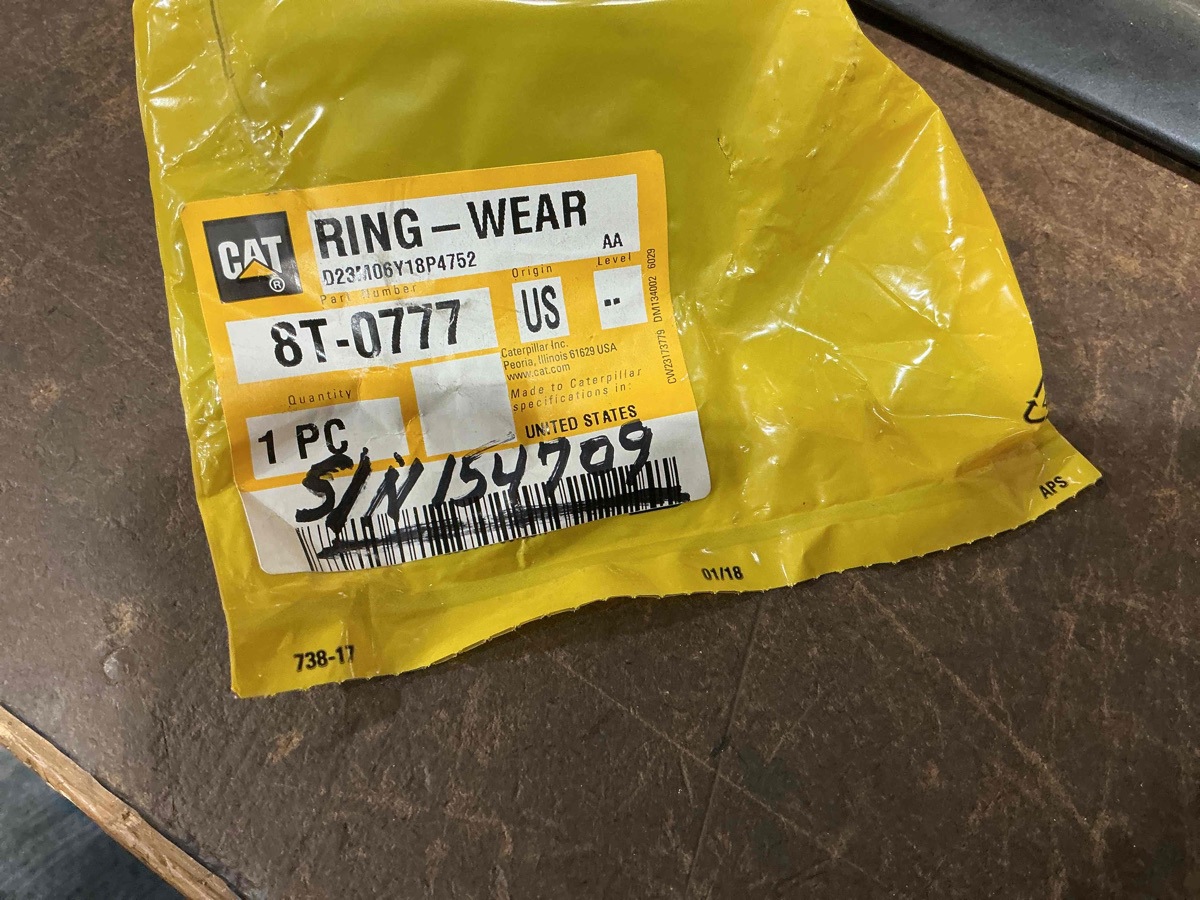 CAT®
RING-WEAR
D23M06Y18P4752
AA
Part Number
Origin
Level
8T-0777
US
--
Caterpillar Inc.
Peoria, Illinois 61629 USA
www.cat.com
Quantity
Made to Caterpillar
specifications in:
1 PC
UNITED STATES
S/N 154709
CW23173779 DM134002 6029
APS
01/18
738-17